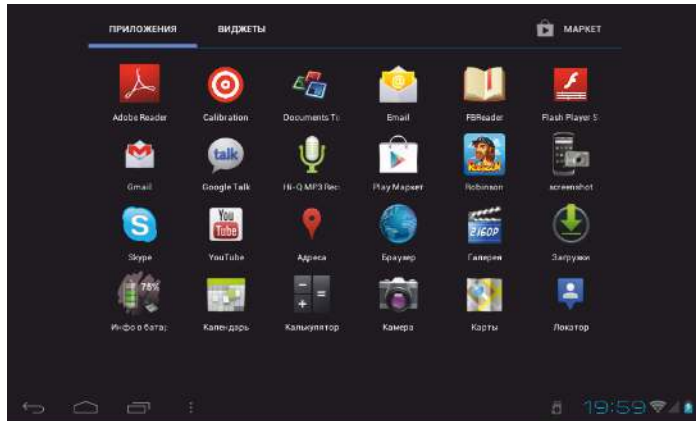 ПРИЛОЖЕНИЯ ВИДЖЕТЫ МАРКЕТ
Adobe Reader Calibration Documents To Email FBReader Flash Player S
talk
Gmail Google Talk Hi-Q MP3 Rec Play Маркет Robinson screenshot
You Tube
2160P
Skype YouTube Адреса Браузер Галерея Загрузки
78%
Инфо о бата Календарь Калькулятор Камера Карты Локатор
19:59